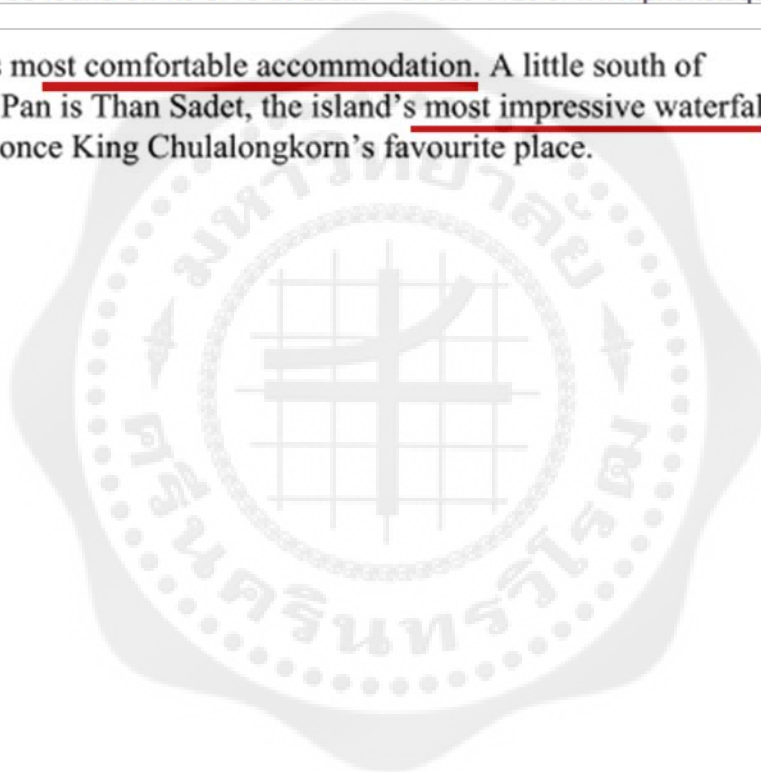 most comfortable accommodation. A little south of
Pan is Than Sadet, the island's most impressive
once King Chulalongkorn's favourite place.
มหาวิทยาลัย
ศรีนครินทรวิโรฒ